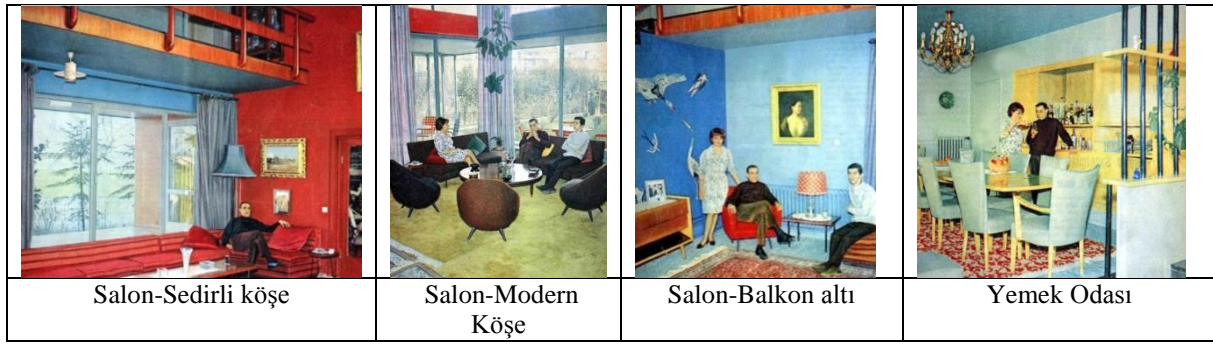 Salon-Sedirli köşe
Salon-Modern
Köşe
Salon-Balkon altı
Yemek Odası